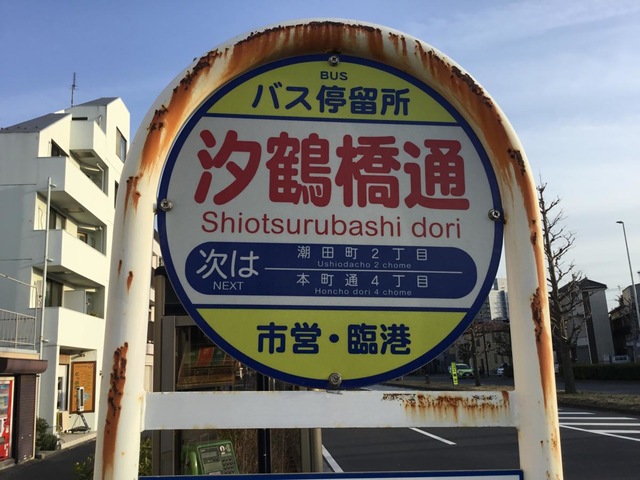 BUS
バス停留所
汐鶴橋通
Shiotsurubashi dori
次は
NEXT
潮田町2丁目
Ushiodacho 2 chome
本町通4丁目
Honcho dori 4 chome
市営・臨港